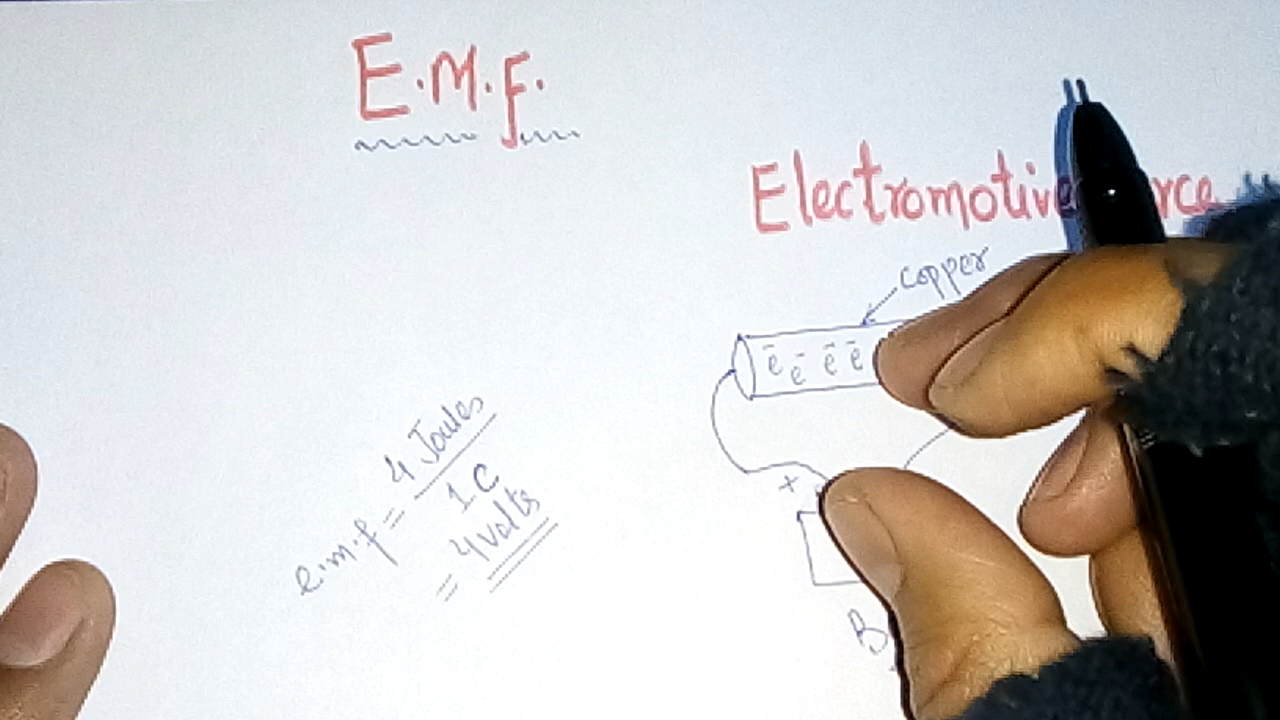 E.M.F.
Electromotive
copper
e⁻ e⁻ e⁻ e⁻
+
e.m.f = 4 Joules
1 C
= 4 volts
B